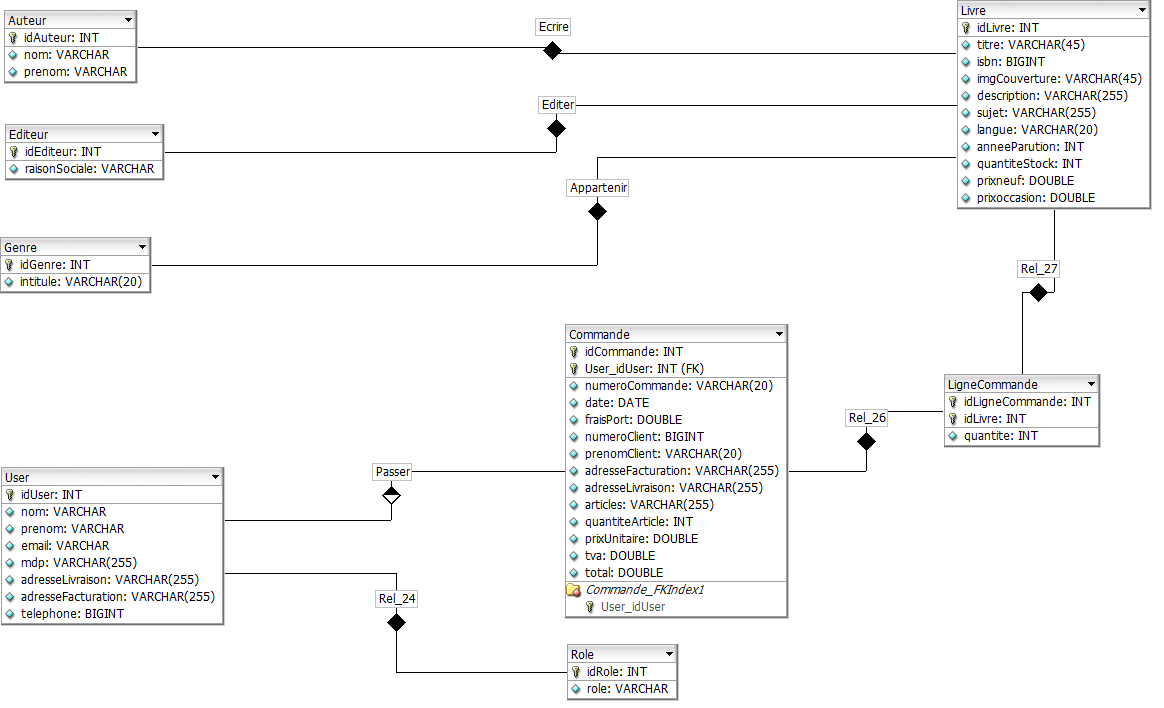 Auteur
idAuteur: INT
nom: VARCHAR
prenom: VARCHAR
Ecrire
Livre
idLivre: INT
titre: VARCHAR(45)
isbn: BIGINT
imgCouverture: VARCHAR(45)
description: VARCHAR(255)
sujet: VARCHAR(255)
langue: VARCHAR(20)
anneeParution: INT
quantiteStock: INT
prixneuf: DOUBLE
prixoccasion: DOUBLE
Editer
Editeur
idEditeur: INT
raisonSociale: VARCHAR
Appartenir
Genre
idGenre: INT
intitule: VARCHAR(20)
Rel_27
Commande
idCommande: INT
User_idUser: INT (FK)
numeroCommande: VARCHAR(20)
date: DATE
fraisPort: DOUBLE
numeroClient: BIGINT
prenomClient: VARCHAR(20)
adresseFacturation: VARCHAR(255)
adresseLivraison: VARCHAR(255)
articles: VARCHAR(255)
quantiteArticle: INT
prixUnitaire: DOUBLE
tva: DOUBLE
total: DOUBLE
Commande_FKIndex1
User_idUser
Rel_26
LigneCommande
idLigneCommande: INT
idLivre: INT
quantite: INT
User
idUser: INT
nom: VARCHAR
prenom: VARCHAR
email: VARCHAR
mdp: VARCHAR(255)
adresseLivraison: VARCHAR(255)
adresseFacturation: VARCHAR(255)
telephone: BIGINT
Passer
Rel_24
Role
idRole: INT
role: VARCHAR